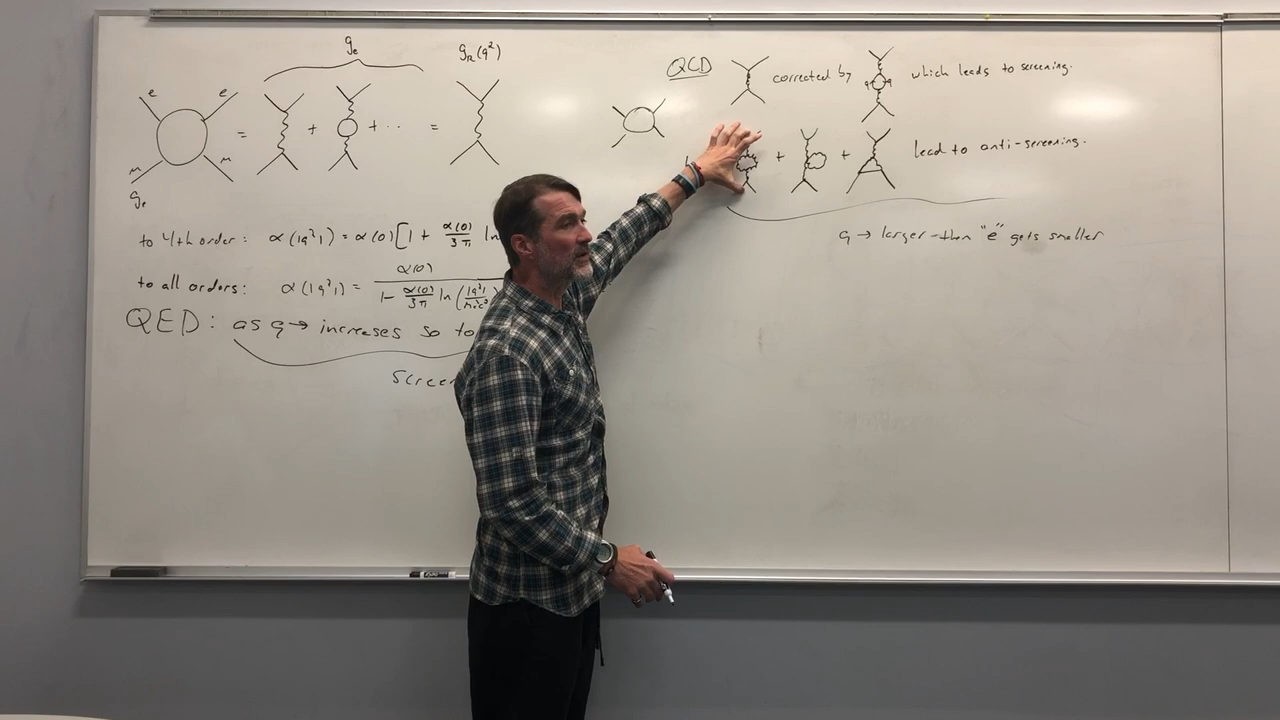 g_e
g_R(q²)
e e
= + + ·· =
μ μ
g_e
to 4th order: α(|q²|) = α(0)[1 + α(0)/3π ln
to all orders: α(|q²|) = α(0) / 1 - α(0)/3π ln(|q²|/m²c²)
QED: as q → increases so to
Screen
QCD
corrected by
q q
which leads to screening.
+ + lead to anti-screening.
q → larger then "e" gets smaller